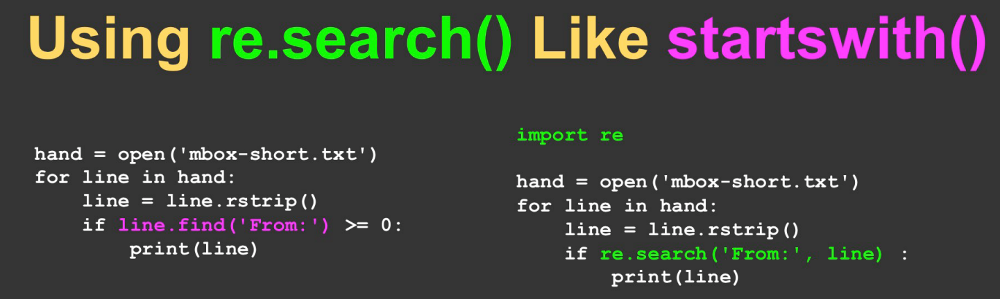 Using re.search() Like startswith()
hand = open('mbox-short.txt')
for line in hand:
    line = line.rstrip()
    if line.find('From:') >= 0:
        print(line)
import re
hand = open('mbox-short.txt')
for line in hand:
    line = line.rstrip()
    if re.search('From:', line) :
        print(line)